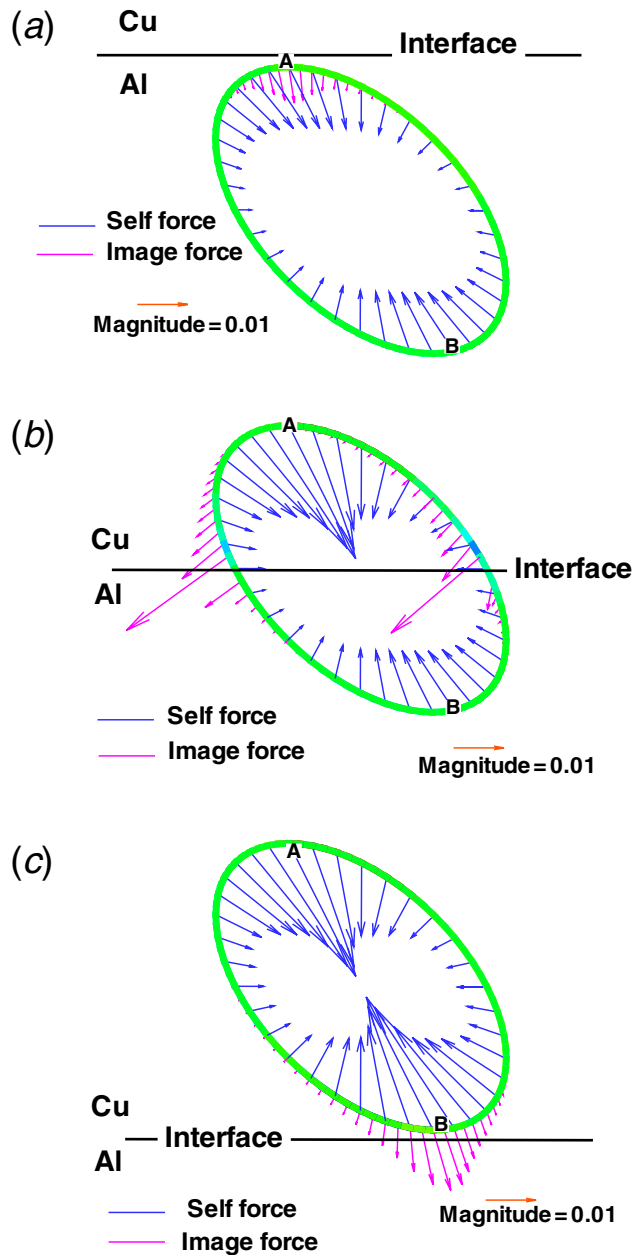 (a)
Cu
Interface
A
Al
Self force
Image force
Magnitude = 0.01
B
(b)
A
Cu
Interface
Al
B
Self force
Image force
Magnitude = 0.01
(c)
A
Cu
B
Interface
Al
Self force
Image force
Magnitude = 0.01